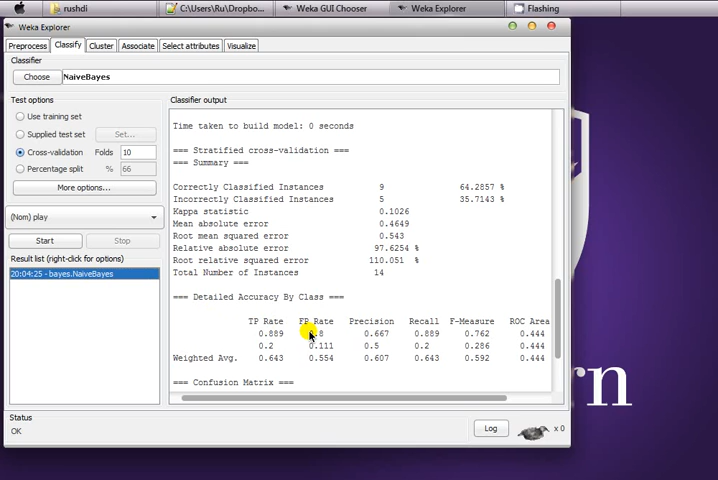 rushdi C:\Users\Ru\Dropbo... Weka GUI Chooser Weka Explorer Flashing
Weka Explorer
Preprocess Classify Cluster Associate Select attributes Visualize
Classifier
Choose NaiveBayes
Test options
Use training set
Supplied test set Set...
Cross-validation Folds 10
Percentage split % 66
More options...
(Nom) play
Start Stop
Result list (right-click for options)
20:04:25 - bayes.NaiveBayes
Classifier output
Time taken to build model: 0 seconds
=== Stratified cross-validation ===
=== Summary ===
Correctly Classified Instances 9 64.2857 %
Incorrectly Classified Instances 5 35.7143 %
Kappa statistic 0.1026
Mean absolute error 0.4649
Root mean squared error 0.543
Relative absolute error 97.6254 %
Root relative squared error 110.051 %
Total Number of Instances 14
=== Detailed Accuracy By Class ===
TP Rate FP Rate Precision Recall F-Measure ROC Area
0.889 0.8 0.667 0.889 0.762 0.444
0.2 0.111 0.5 0.2 0.286 0.444
Weighted Avg. 0.643 0.554 0.607 0.643 0.592 0.444
=== Confusion Matrix ===
Status
OK
Log x 0